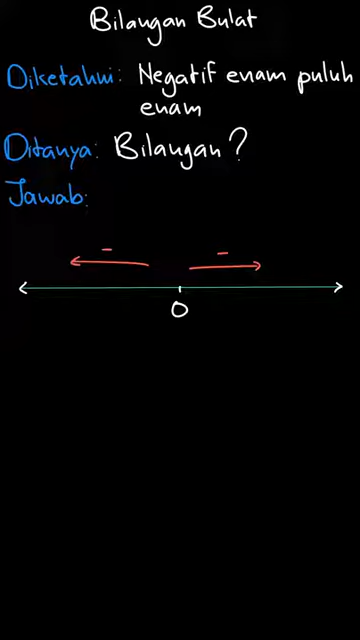 Bilangan Bulat
Diketahui: Negatif enam puluh
enam
Ditanya: Bilangan?
Jawab:
- -
0